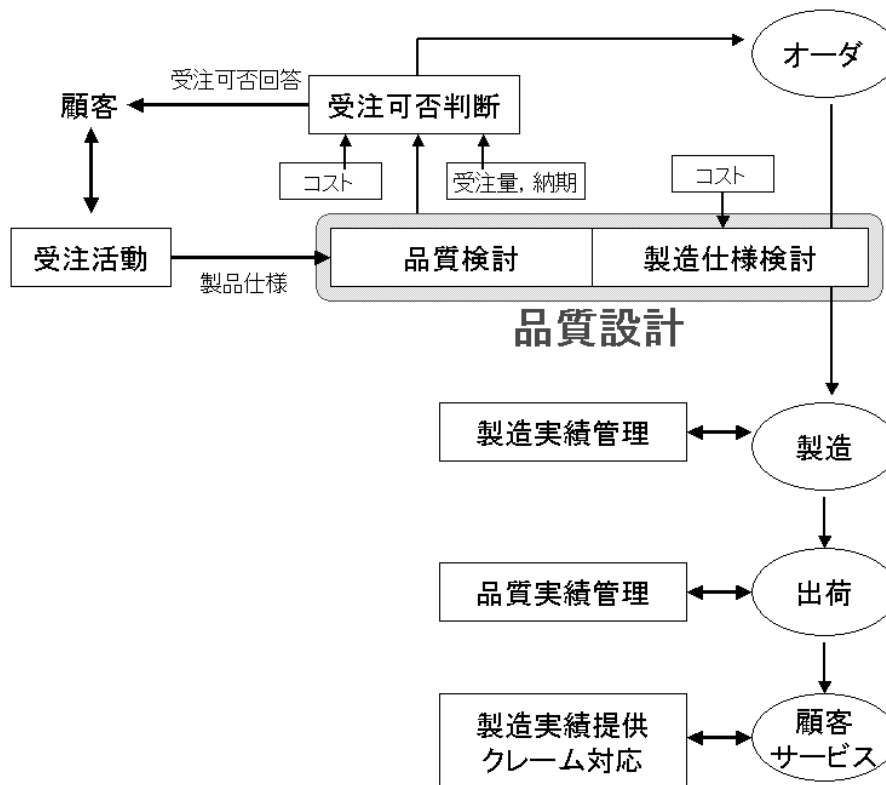 オーダ
受注可否回答
顧客
受注可否判断
コスト
受注量，納期
コスト
受注活動
製品仕様
品質検討
製造仕様検討
品質設計
製造実績管理
製造
品質実績管理
出荷
製造実績提供
クレーム対応
顧客
サービス